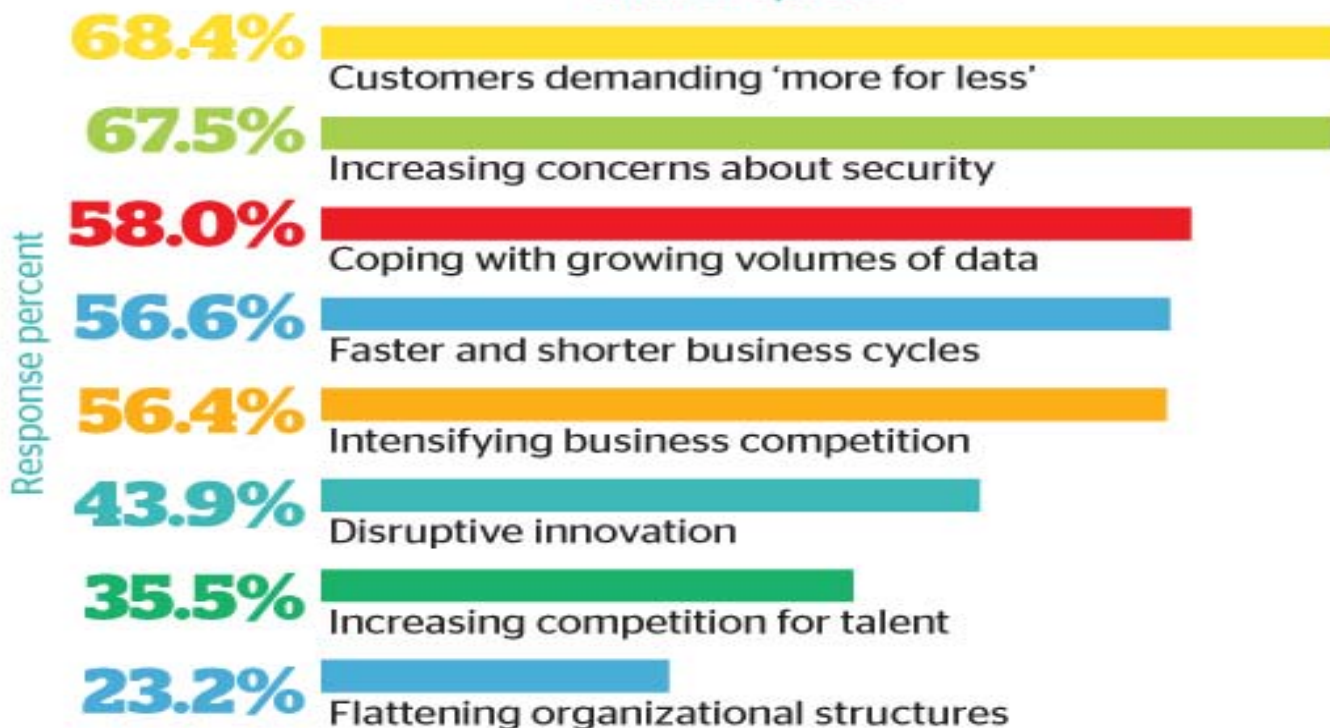 68.4%
Customers demanding ‘more for less’
67.5%
Increasing concerns about security
58.0%
Coping with growing volumes of data
56.6%
Faster and shorter business cycles
56.4%
Intensifying business competition
43.9%
Disruptive innovation
35.5%
Increasing competition for talent
23.2%
Flattening organizational structures
Response percent